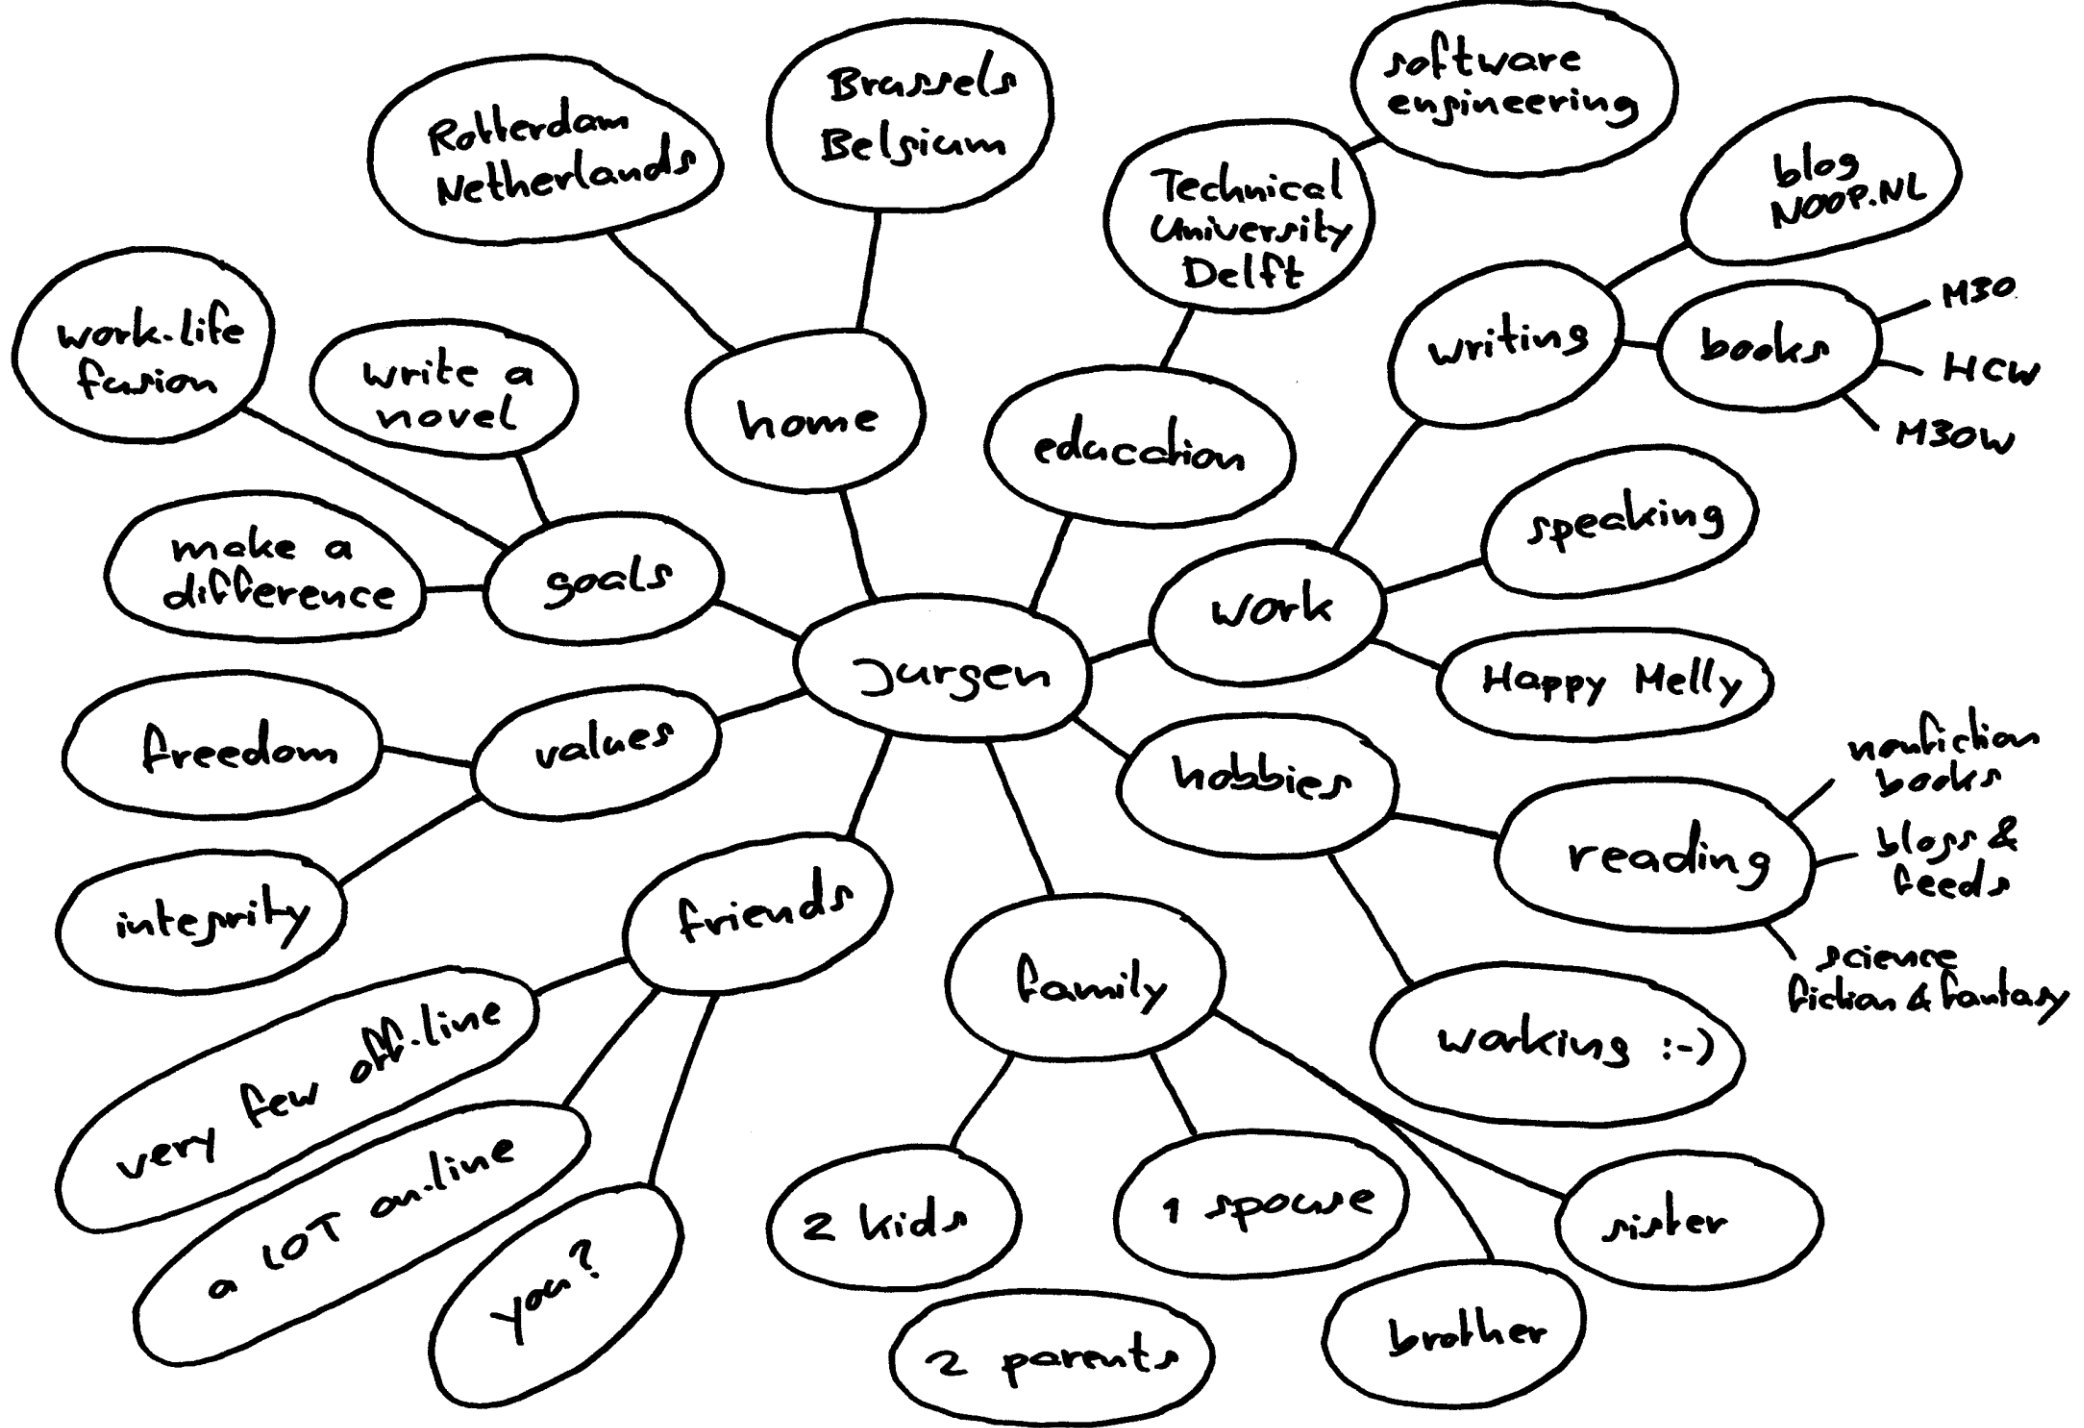 software
engineering
Brussels
Belgium
Rotterdam
Netherlands
blog
NOOP.NL
Technical
University
Delft
work-life
fusion
write a
novel
home
education
writing
books
M30
HCW
M30W
make a
difference
goals
speaking
work
Jurgen
Happy Melly
freedom
values
hobbies
nonfiction
books
reading
blogs &
feeds
science
fiction & fantasy
integrity
friends
family
working :-)
very few off-line
a LOT on-line
you?
2 kids
1 spouse
sister
2 parents
brother